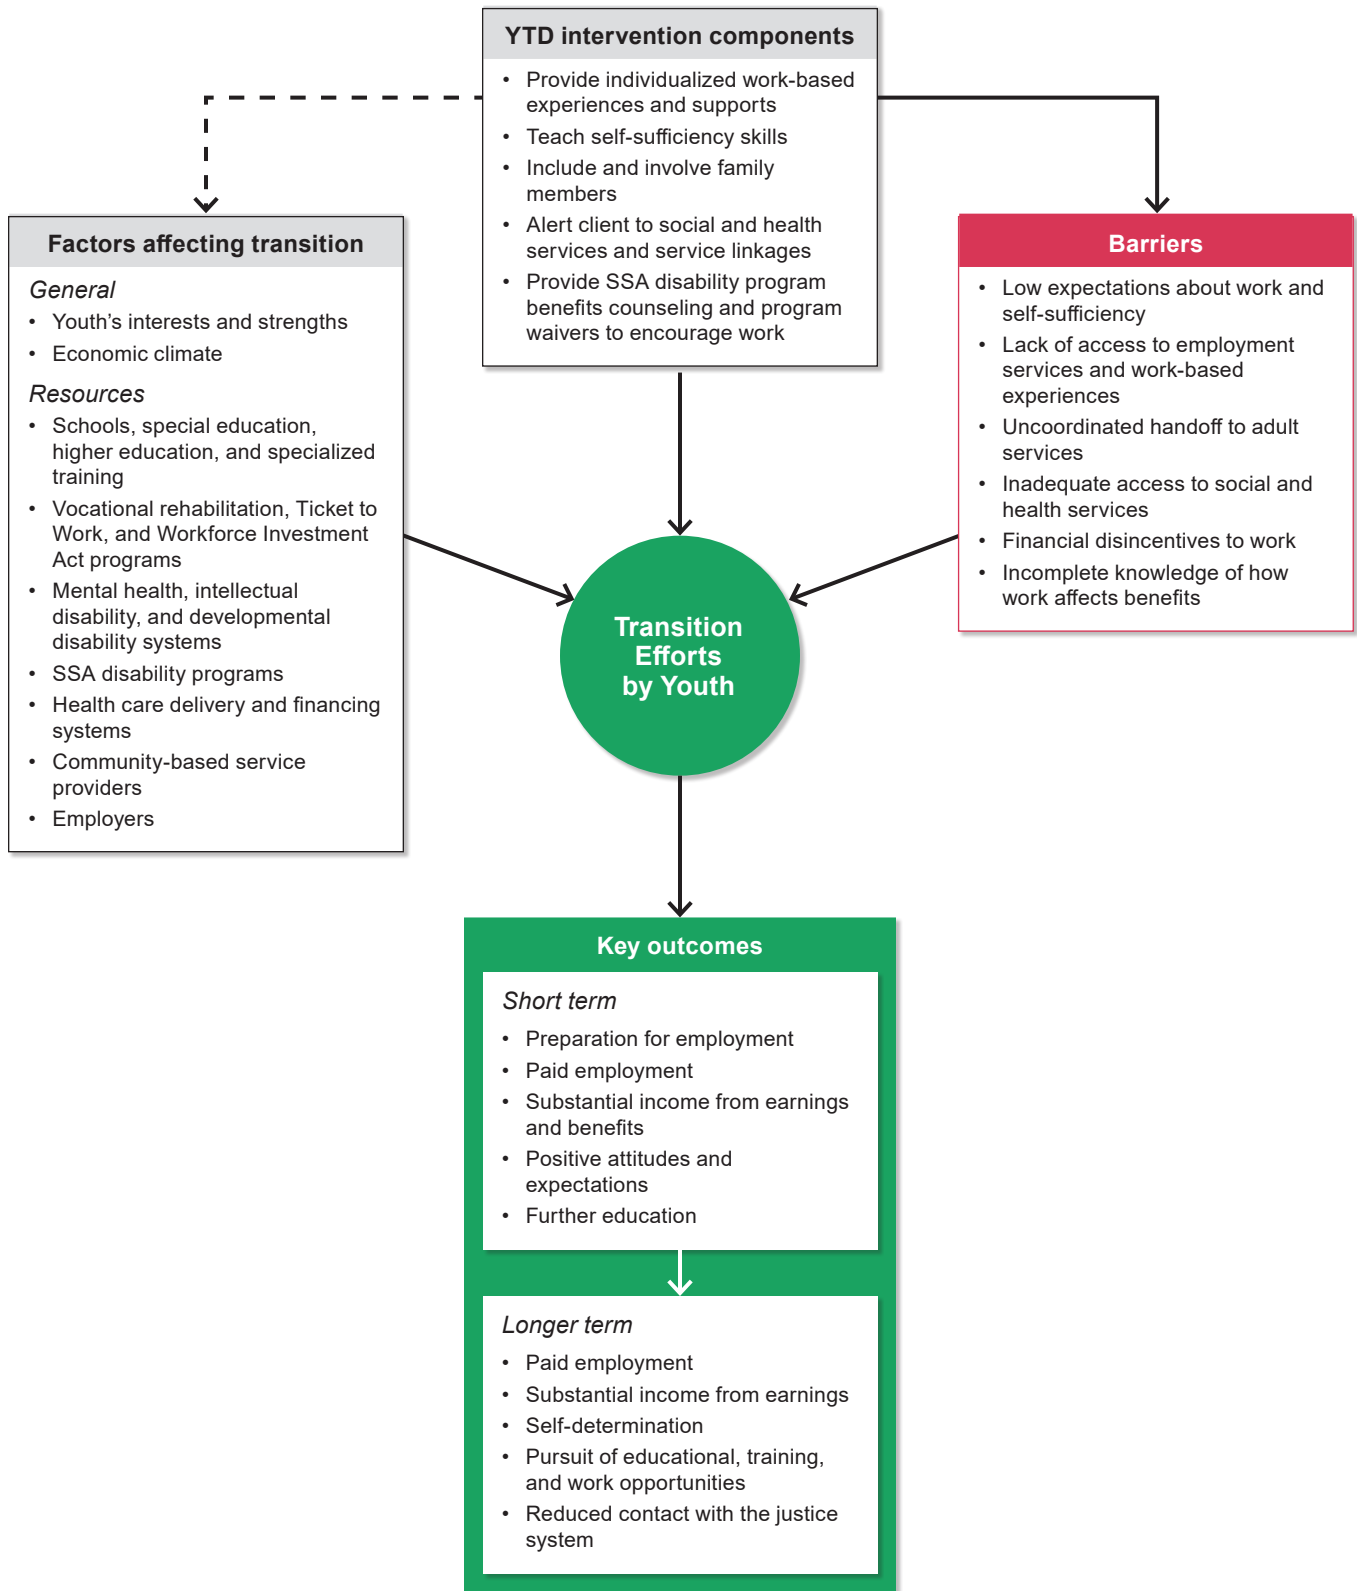 YTD intervention components
• Provide individualized work-based
experiences and supports
• Teach self-sufficiency skills
• Include and involve family
members
• Alert client to social and health
services and service linkages
• Provide SSA disability program
benefits counseling and program
waivers to encourage work
Factors affecting transition
General
• Youth’s interests and strengths
• Economic climate
Resources
• Schools, special education,
higher education, and specialized
training
• Vocational rehabilitation, Ticket to
Work, and Workforce Investment
Act programs
• Mental health, intellectual
disability, and developmental
disability systems
• SSA disability programs
• Health care delivery and financing
systems
• Community-based service
providers
• Employers
Barriers
• Low expectations about work and
self-sufficiency
• Lack of access to employment
services and work-based
experiences
• Uncoordinated handoff to adult
services
• Inadequate access to social and
health services
• Financial disincentives to work
• Incomplete knowledge of how
work affects benefits
Transition
Efforts
by Youth
Key outcomes
Short term
• Preparation for employment
• Paid employment
• Substantial income from earnings
and benefits
• Positive attitudes and
expectations
• Further education
Longer term
• Paid employment
• Substantial income from earnings
• Self-determination
• Pursuit of educational, training,
and work opportunities
• Reduced contact with the justice
system